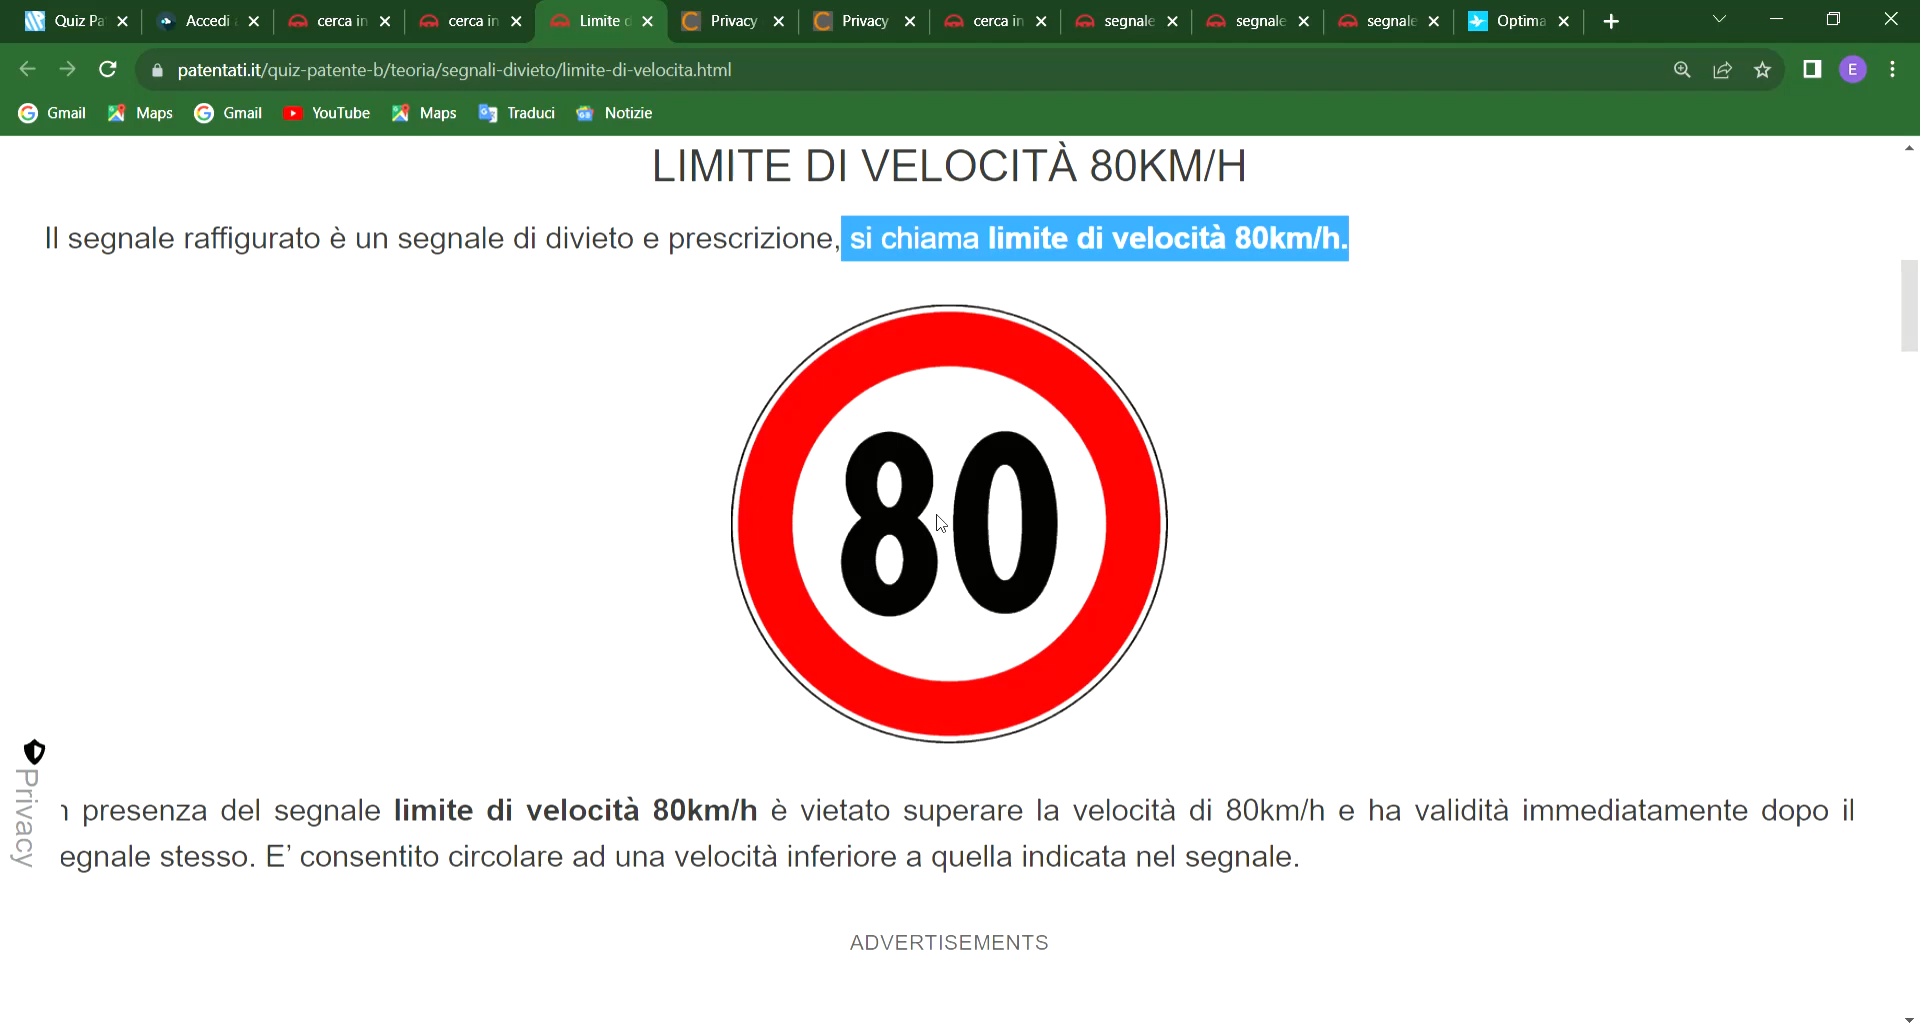 Quiz Pa
Accedi
cerca in
cerca in
Limite d
Privacy
Privacy
cerca in
segnale
segnale
segnale
Optima
patentati.it/quiz-patente-b/teoria/segnali-divieto/limite-di-velocita.html
E
Gmail
Maps
Gmail
YouTube
Maps
Traduci
Notizie
LIMITE DI VELOCITÀ 80KM/H
Il segnale raffigurato è un segnale di divieto e prescrizione, si chiama limite di velocità 80km/h.
80
Privacy
presenza del segnale limite di velocità 80km/h è vietato superare la velocità di 80km/h e ha validità immediatamente dopo il
egnale stesso. E’ consentito circolare ad una velocità inferiore a quella indicata nel segnale.
ADVERTISEMENTS